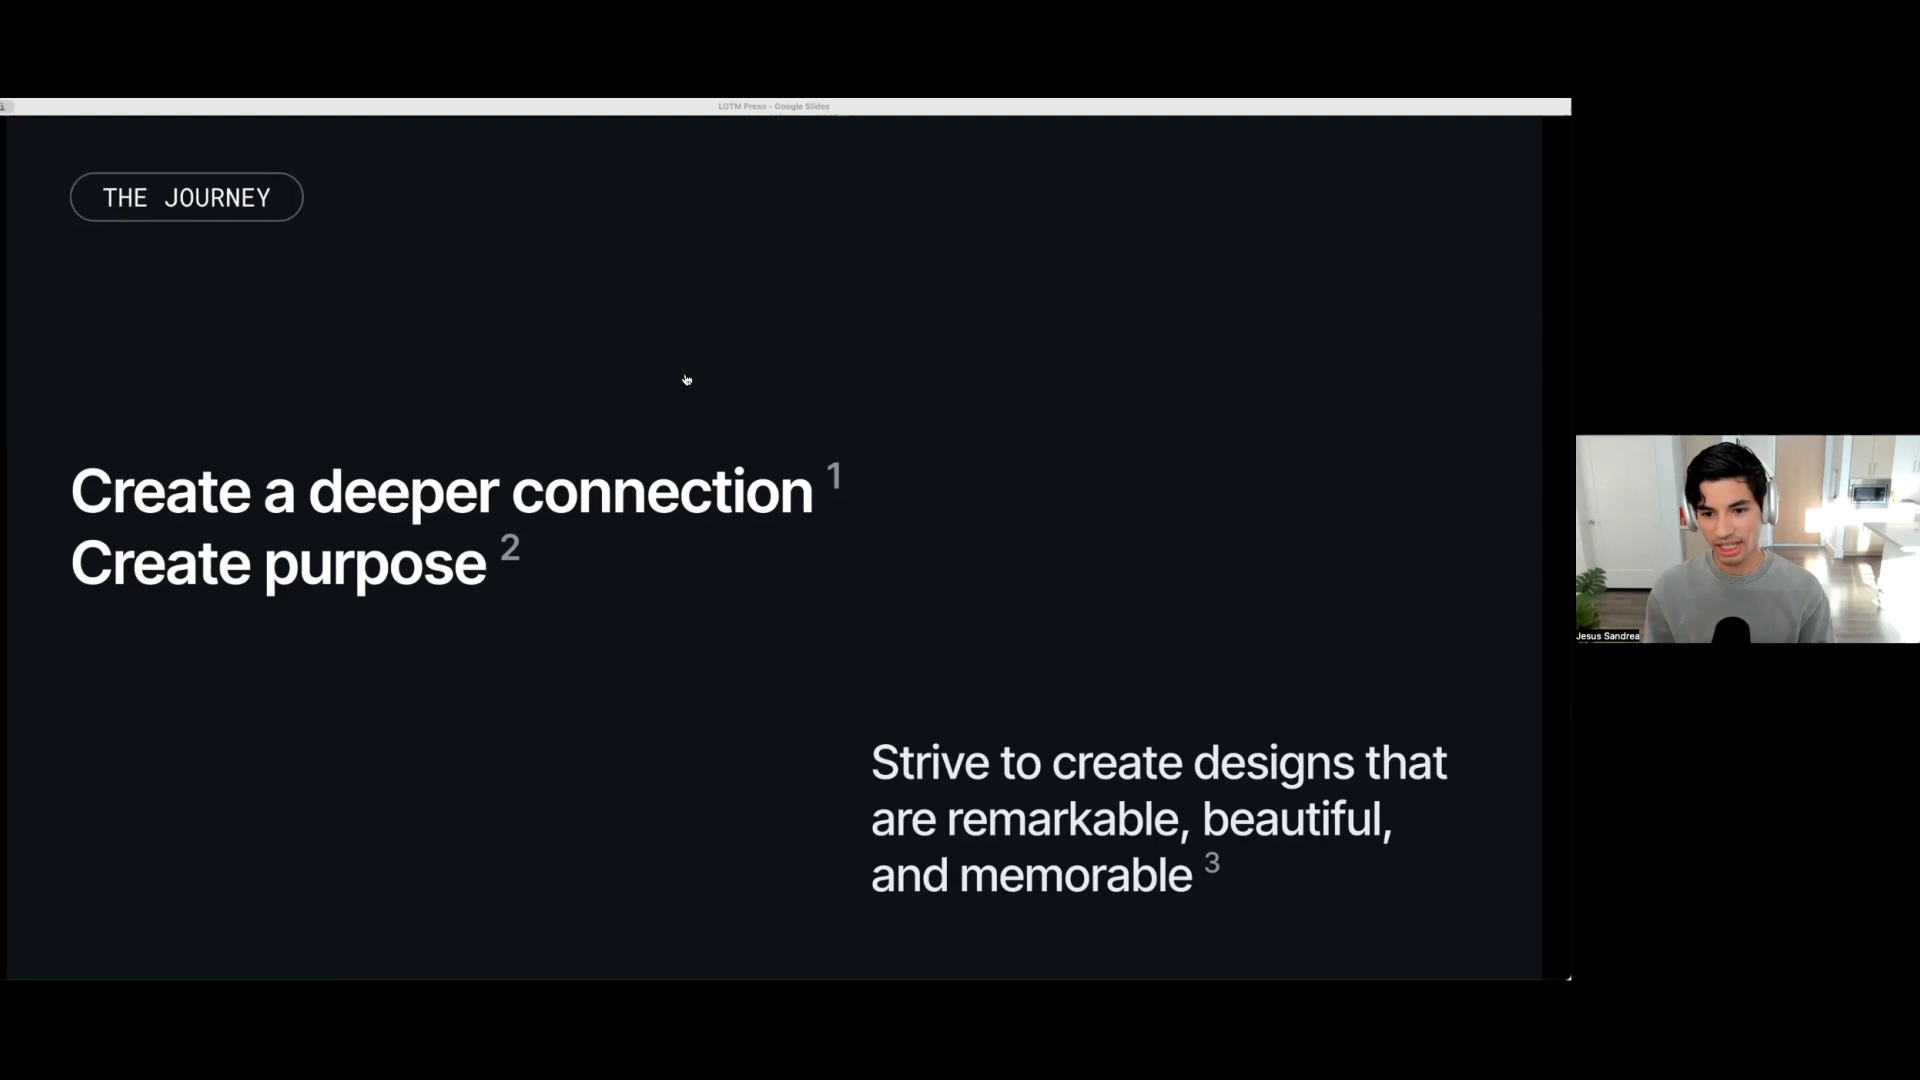 LGTM Preso - Google Slides
THE JOURNEY
Create a deeper connection 1
Create purpose 2
Strive to create designs that
are remarkable, beautiful,
and memorable 3
Jesus Sandrea